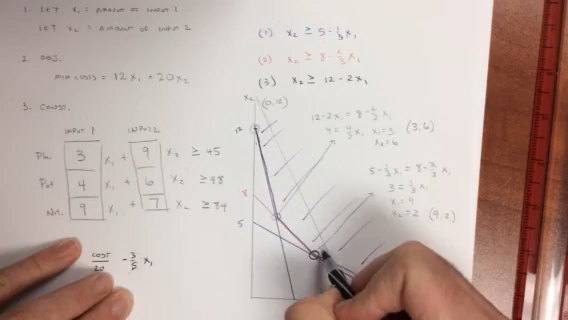 1. LET x₁ = AMOUNT OF INPUT 1
LET x₂ = AMOUNT OF INPUT 2
2. OBJ.
MIN COSTS = 12x₁ + 20x₂
3. CONST.
INPUT 1 INPUT 2
Ph. 3 x₁ + 9 x₂ ≥ 45
Pot 4 x₁ + 6 x₂ ≥ 48
Nit. 9 x₁ + 7 x₂ ≥ 84
COST/20 - 3/5 x₁
(1) x₂ ≥ 5 - 1/3 x₁
(2) x₂ ≥ 8 - 2/3 x₁
(3) x₂ ≥ 12 - 2x₁
x₂ (0,12)
12
8
5
12 - 2x₁ = 8 - 2/3 x₁
4 = 4/3 x₁ x₁ = 3 (3,6)
x₂ = 6
5 - 1/3 x₁ = 8 - 2/3 x₁
3 = 1/3 x₁
x₁ = 9
x₂ = 2 (9,2)